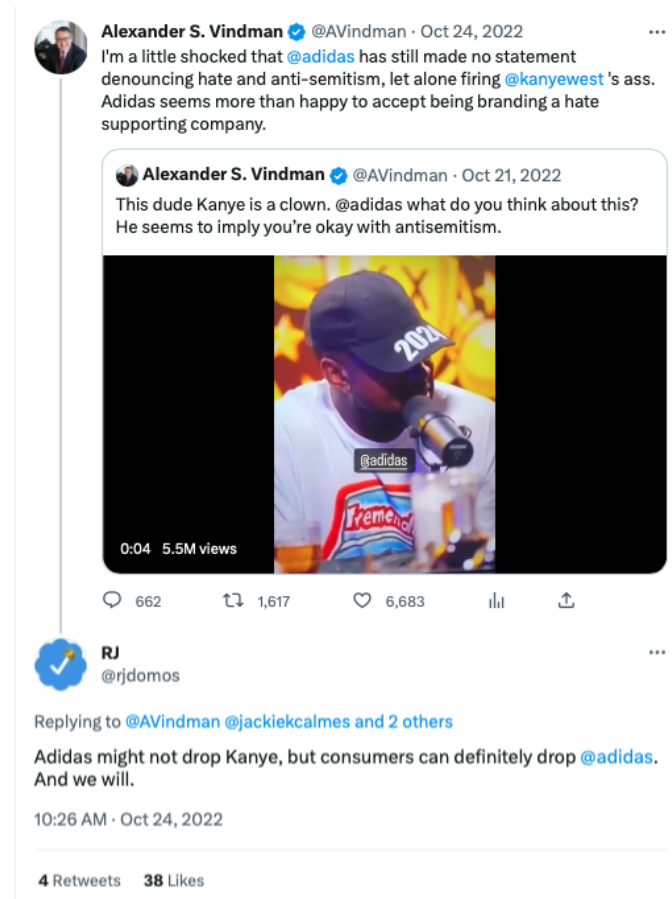 Alexander S. Vindman @AVindman · Oct 24, 2022
I'm a little shocked that @adidas has still made no statement
denouncing hate and anti-semitism, let alone firing @kanyewest 's ass.
Adidas seems more than happy to accept being branding a hate
supporting company.
Alexander S. Vindman @AVindman · Oct 21, 2022
This dude Kanye is a clown. @adidas what do you think about this?
He seems to imply you’re okay with antisemitism.
2024
@adidas
0:04 5.5M views
662 1,617 6,683
RJ
@rjdomos
Replying to @AVindman @jackiekcalmes and 2 others
Adidas might not drop Kanye, but consumers can definitely drop @adidas.
And we will.
10:26 AM · Oct 24, 2022
4 Retweets 38 Likes